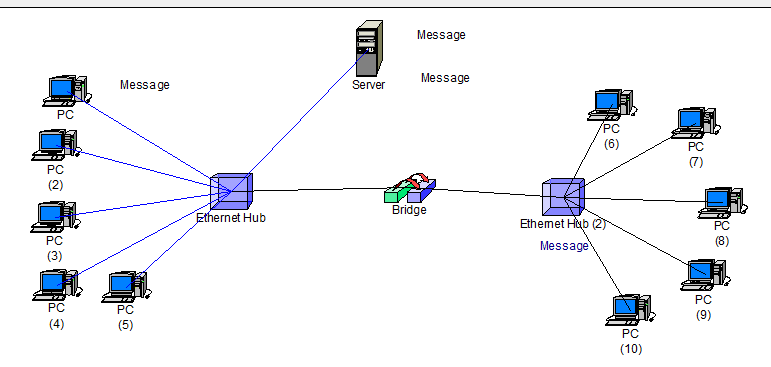 Message
Message
Message
Server
PC
PC
(2)
PC
(3)
PC
(4)
PC
(5)
Ethernet Hub
Bridge
Ethernet Hub (2)
Message
PC
(6)
PC
(7)
PC
(8)
PC
(9)
PC
(10)